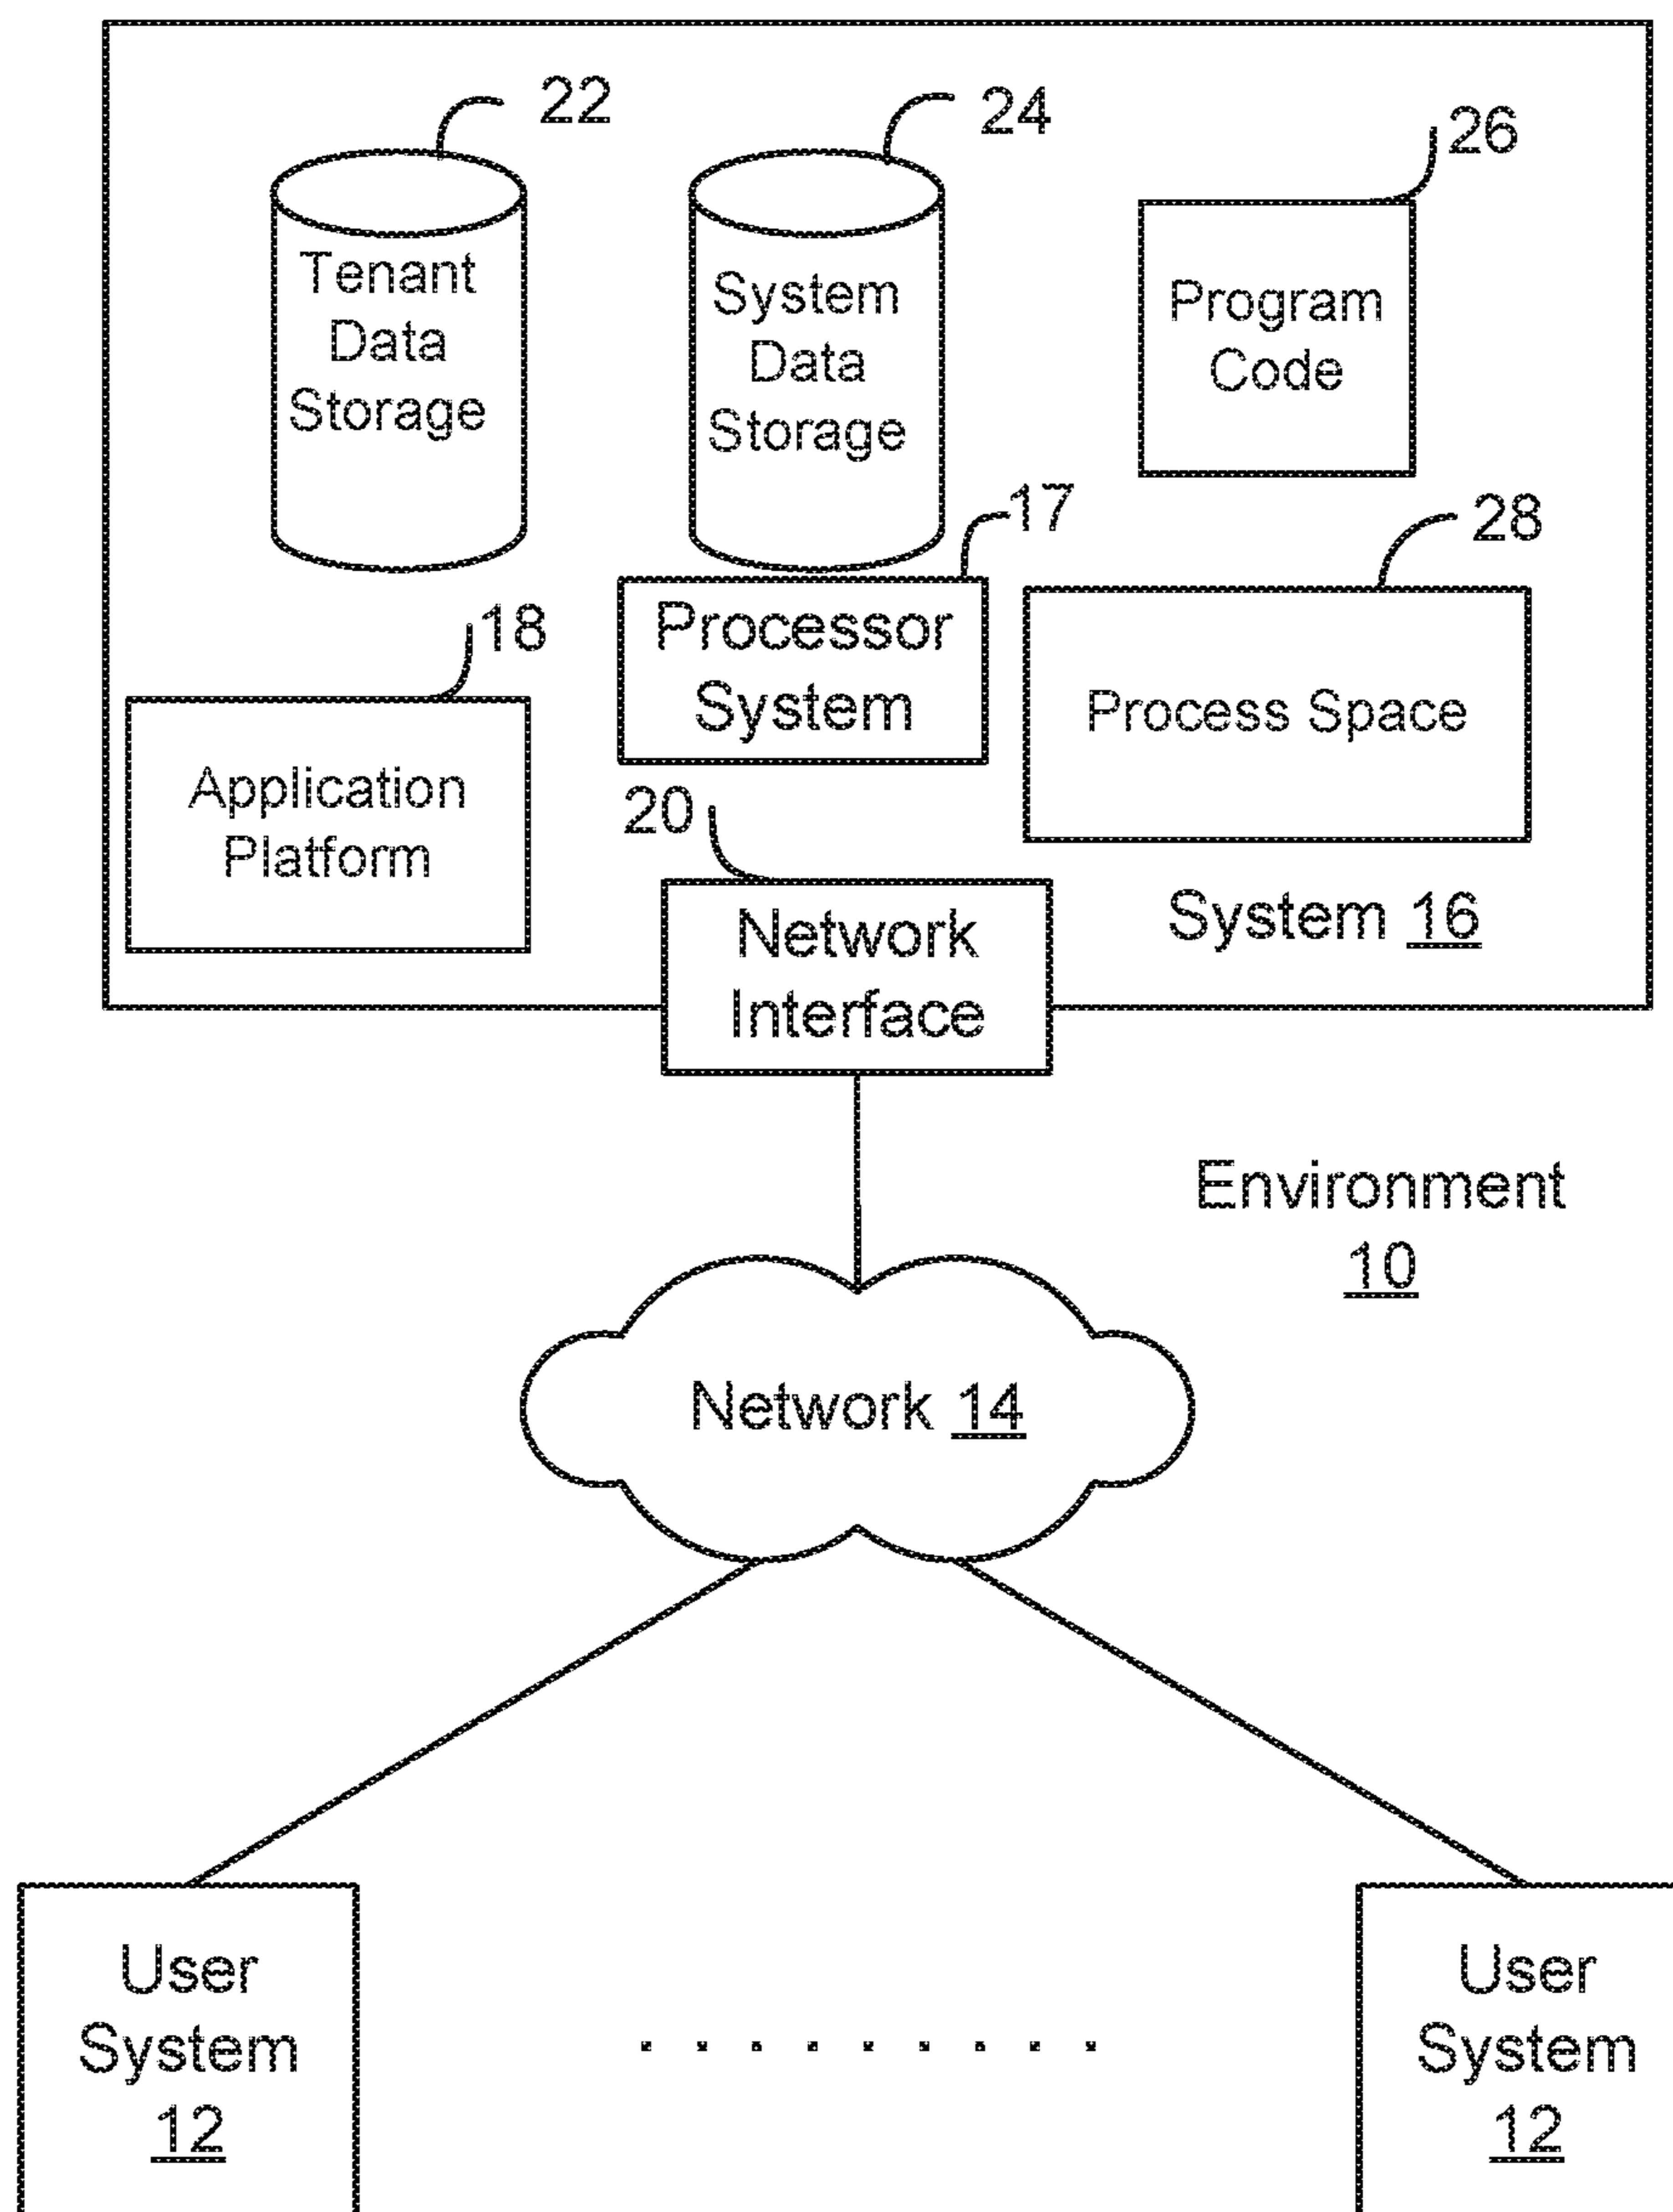 22
24
26
Tenant
Data
Storage
System
Data
Storage
Program
Code
17
28
18
Processor
System
Process Space
Application
Platform
20
Network
Interface
System 16
Environment
10
Network 14
User
System
12
User
System
12